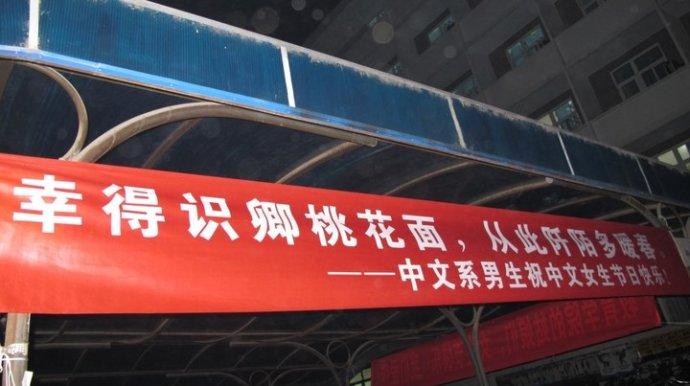 幸得识卿桃花面，从此阡陌多暖春。
——中文系男生祝中文女生节日快乐！